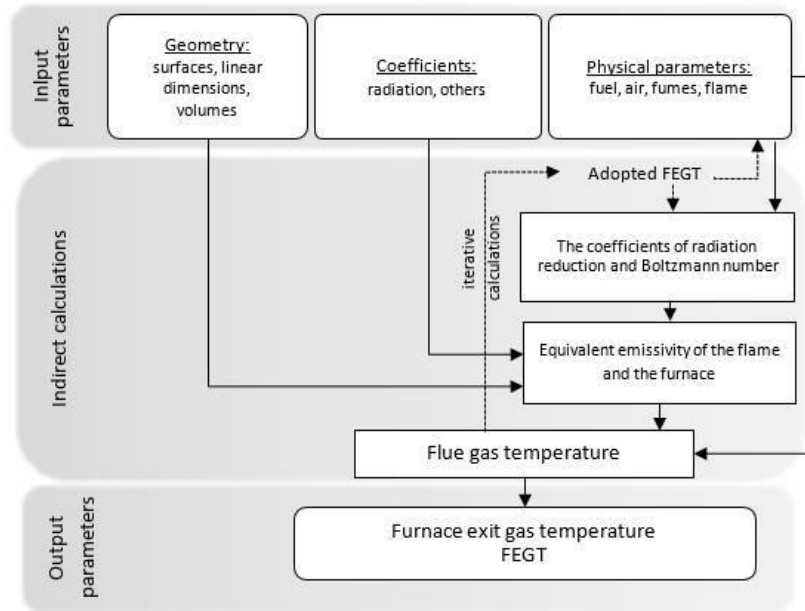 Inlput
parameters
Geometry:
surfaces, linear
dimensions,
volumes
Coefficients:
radiation, others
Physical parameters:
fuel, air, fumes, flame
Indirect calculations
iterative
calculations
Adopted FEGT
The coefficients of radiation
reduction and Boltzmann number
Equivalent emissivity of the flame
and the furnace
Flue gas temperature
Output
parameters
Furnace exit gas temperature
FEGT